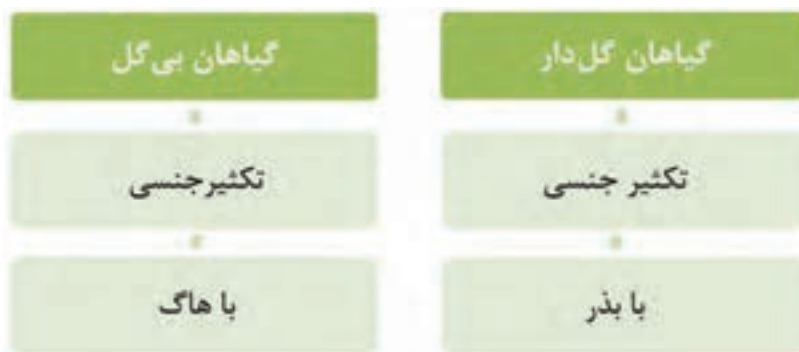 گیاهان گل‌دار
تکثیر جنسی
با بذر
گیاهان بی‌گل
تکثیرجنسی
با هاگ